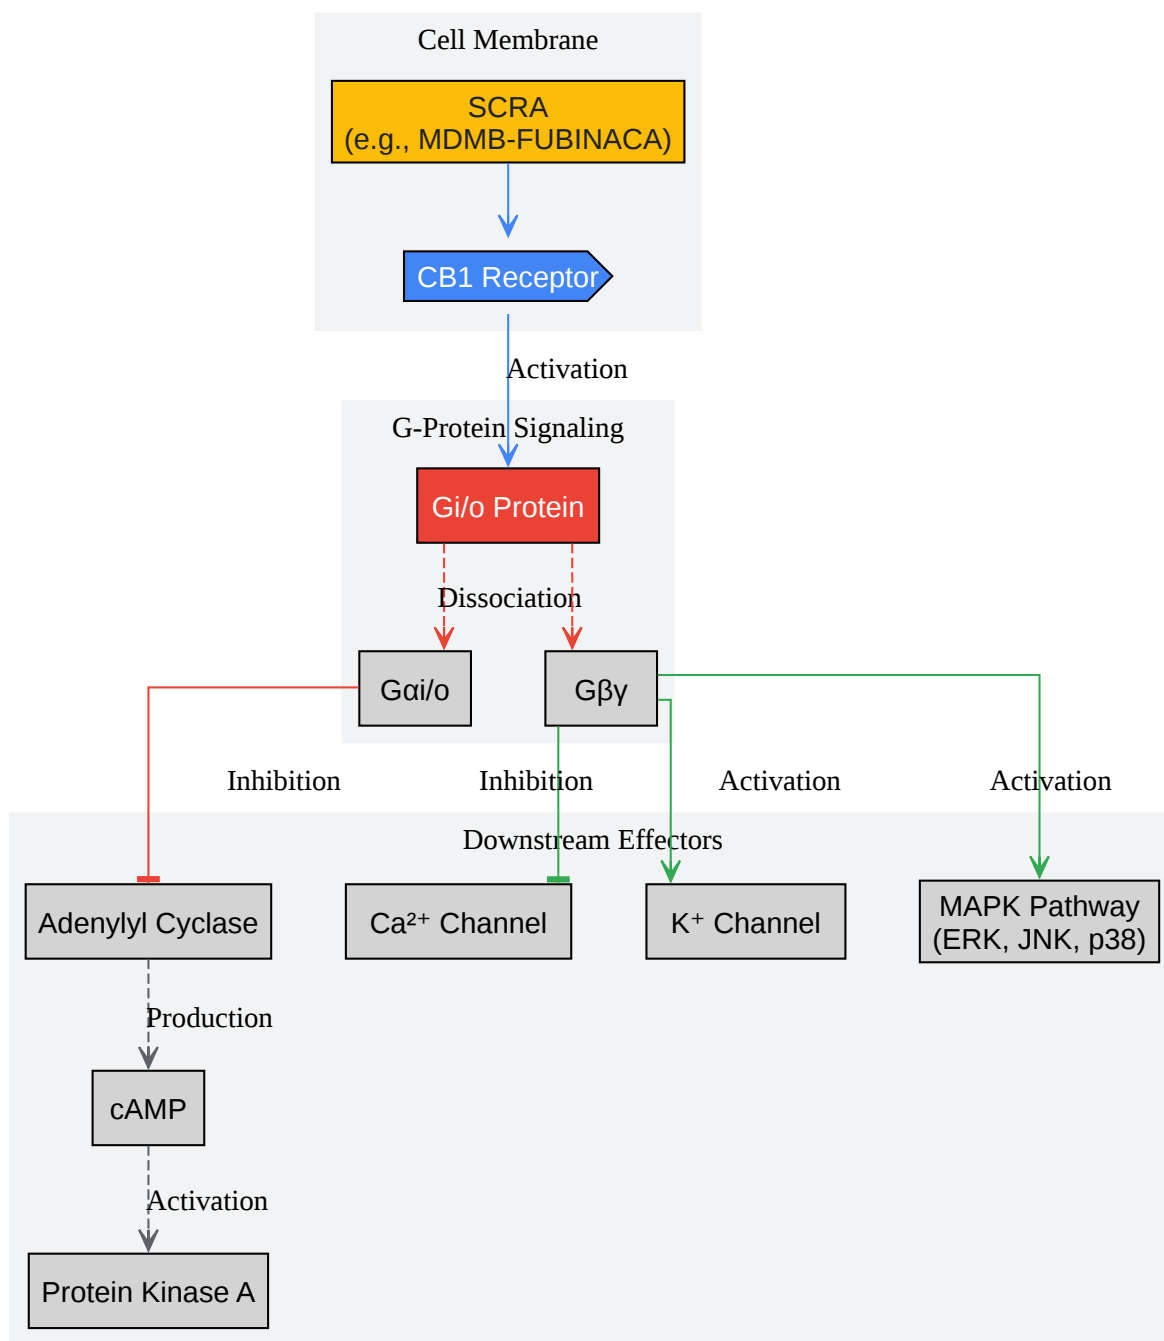 Cell Membrane
SCRA
(e.g., MDMB-FUBINACA)
CB1 Receptor
Activation
G-Protein Signaling
Gi/o Protein
Dissociation
Gαi/o
Gβγ
Inhibition
Inhibition
Activation
Activation
Downstream Effectors
Adenylyl Cyclase
Ca²⁺ Channel
K⁺ Channel
MAPK Pathway
(ERK, JNK, p38)
Production
cAMP
Activation
Protein Kinase A